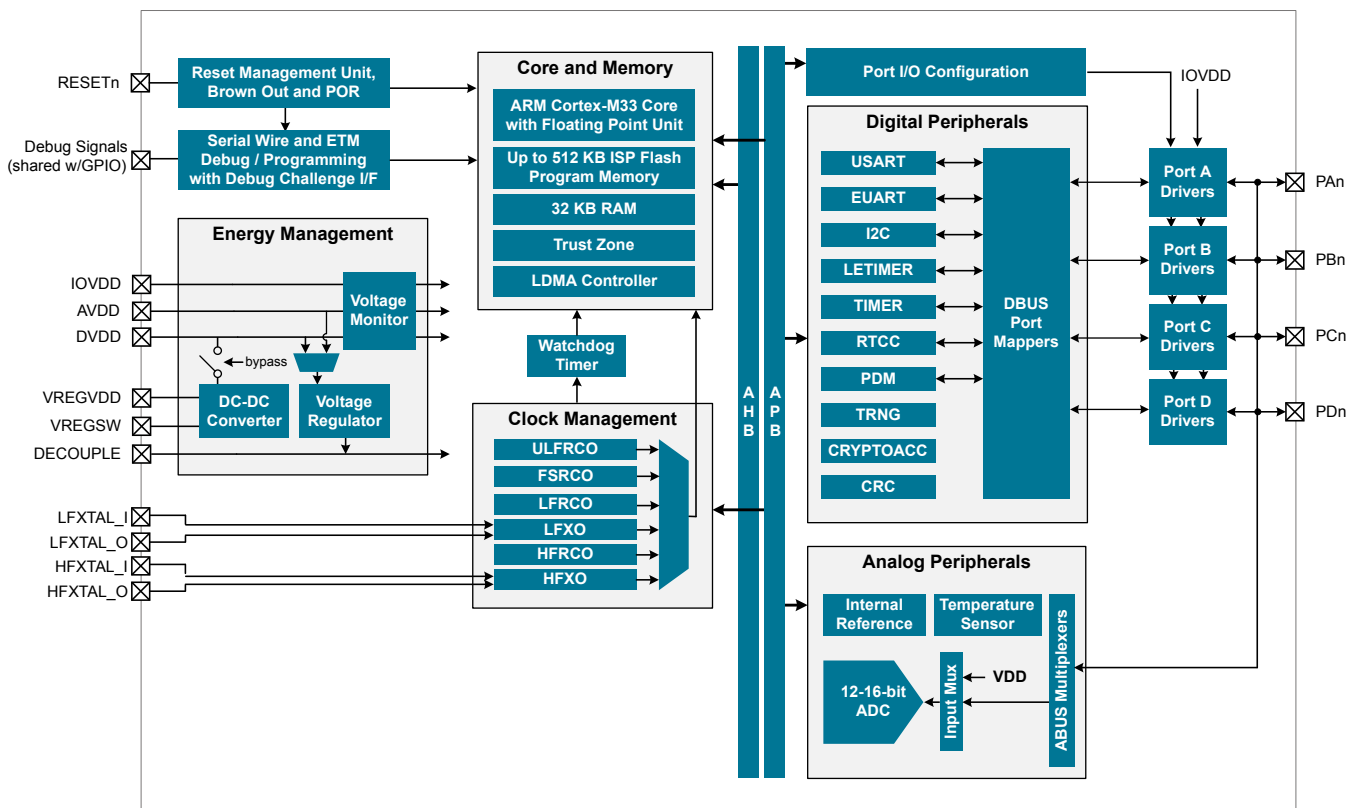 RESETn
Reset Management Unit,
Brown Out and POR
Debug Signals
(shared w/GPIO)
Serial Wire and ETM
Debug / Programming
with Debug Challenge I/F
Energy Management
IOVDD
AVDD
DVDD
Voltage
Monitor
bypass
VREGVDD
VREGSW
DECOUPLE
DC-DC
Converter
Voltage
Regulator
LFXTAL_I
LFXTAL_O
HFXTAL_I
HFXTAL_O
Core and Memory
ARM Cortex-M33 Core
with Floating Point Unit
Up to 512 KB ISP Flash
Program Memory
32 KB RAM
Trust Zone
LDMA Controller
Watchdog
Timer
Clock Management
ULFRCO
FSRCO
LFRCO
LFXO
HFRCO
HFXO
A
H
B
A
P
B
Port I/O Configuration
IOVDD
Digital Peripherals
USART
EUART
I2C
LETIMER
TIMER
RTCC
PDM
TRNG
CRYPTOACC
CRC
DBUS
Port
Mappers
Port A
Drivers
Port B
Drivers
Port C
Drivers
Port D
Drivers
PAn
PBn
PCn
PDn
Analog Peripherals
Internal
Reference
Temperature
Sensor
12-16-bit
ADC
Input Mux
VDD
ABUS Multiplexers